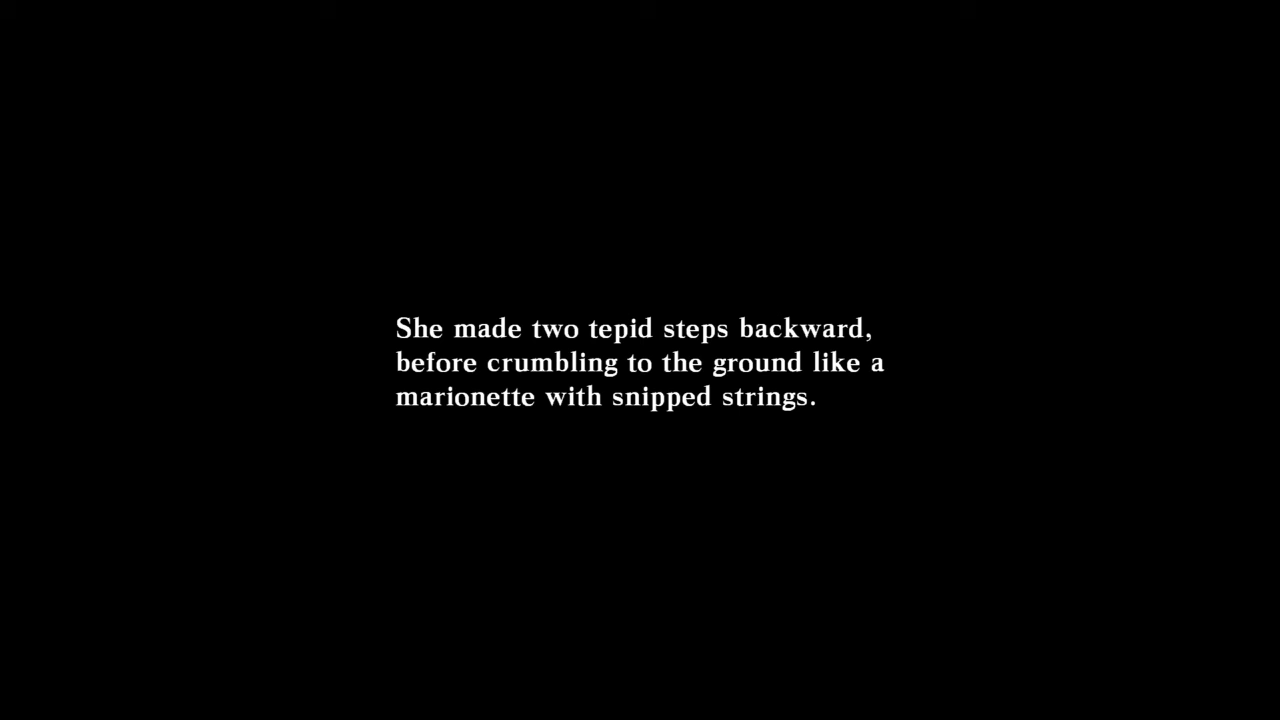 She made two tepid steps backward,
before crumbling to the ground like a
marionette with snipped strings.